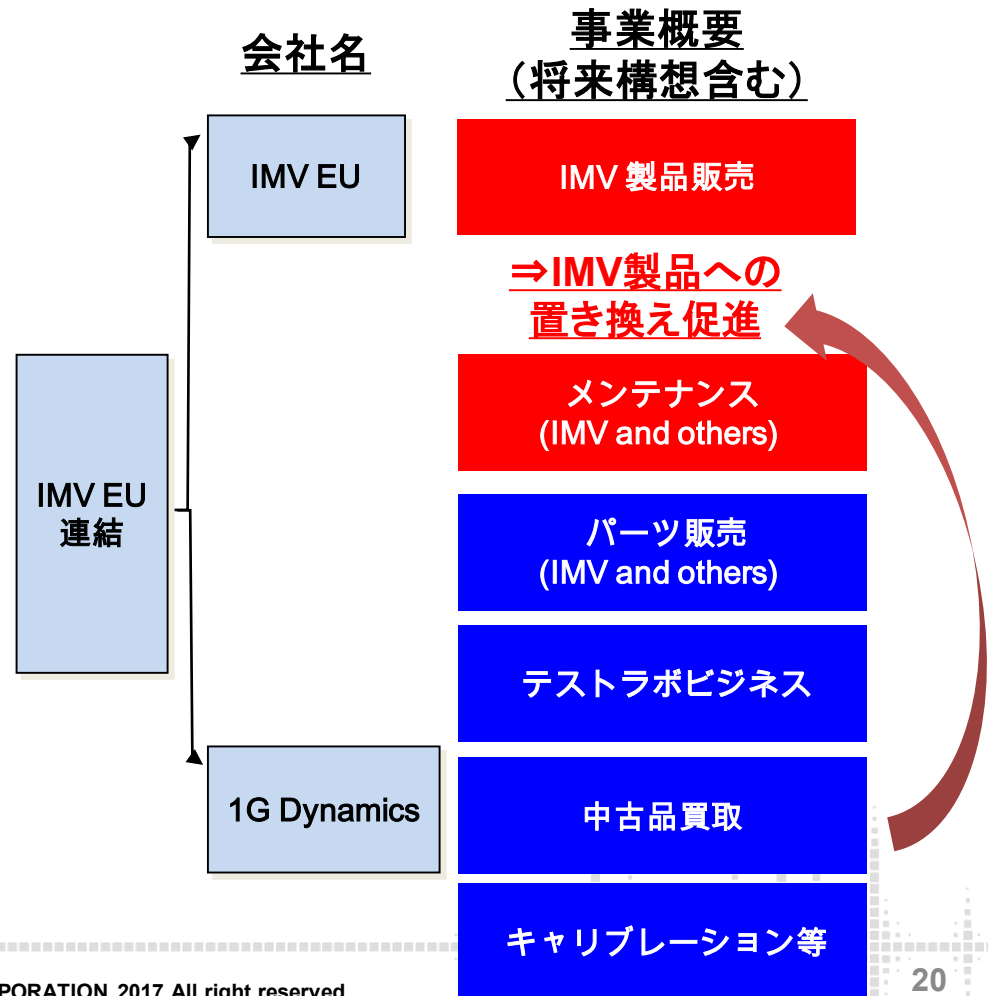 会社名
事業概要
（将来構想含む）
IMV EU
IMV 製品販売
⇒IMV製品への
置き換え促進
メンテナンス
(IMV and others)
IMV EU
連結
パーツ販売
(IMV and others)
テストラボビジネス
1G Dynamics
中古品買取
キャリブレーション等
PORATION 2017 All right reserved
20